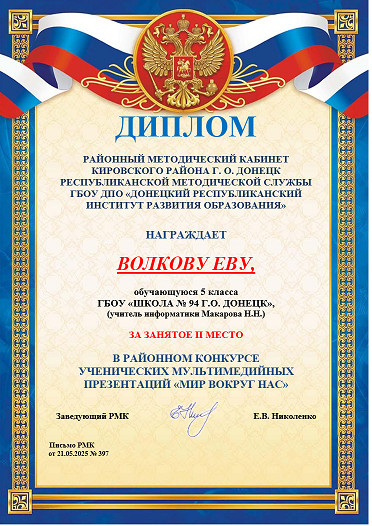 ДИПЛОМ
РАЙОННЫЙ МЕТОДИЧЕСКИЙ КАБИНЕТ
КИРОВСКОГО РАЙОНА Г. О. ДОНЕЦК
РЕСПУБЛИКАНСКОЙ МЕТОДИЧЕСКОЙ СЛУЖБЫ
ГБОУ ДПО «ДОНЕЦКИЙ РЕСПУБЛИКАНСКИЙ
ИНСТИТУТ РАЗВИТИЯ ОБРАЗОВАНИЯ»
НАГРАЖДАЕТ
ВОЛКОВУ ЕВУ,
обучающуюся 5 класса
ГБОУ «ШКОЛА № 94 Г.О. ДОНЕЦК»,
(учитель информатики Макарова Н.Н.)
ЗА ЗАНЯТОЕ II МЕСТО
В РАЙОННОМ КОНКУРСЕ
УЧЕНИЧЕСКИХ МУЛЬТИМЕДИЙНЫХ
ПРЕЗЕНТАЦИЙ «МИР ВОКРУГ НАС»
Заведующий РМК Е.В. Николенко
Письмо РМК
от 21.05.2025 № 397